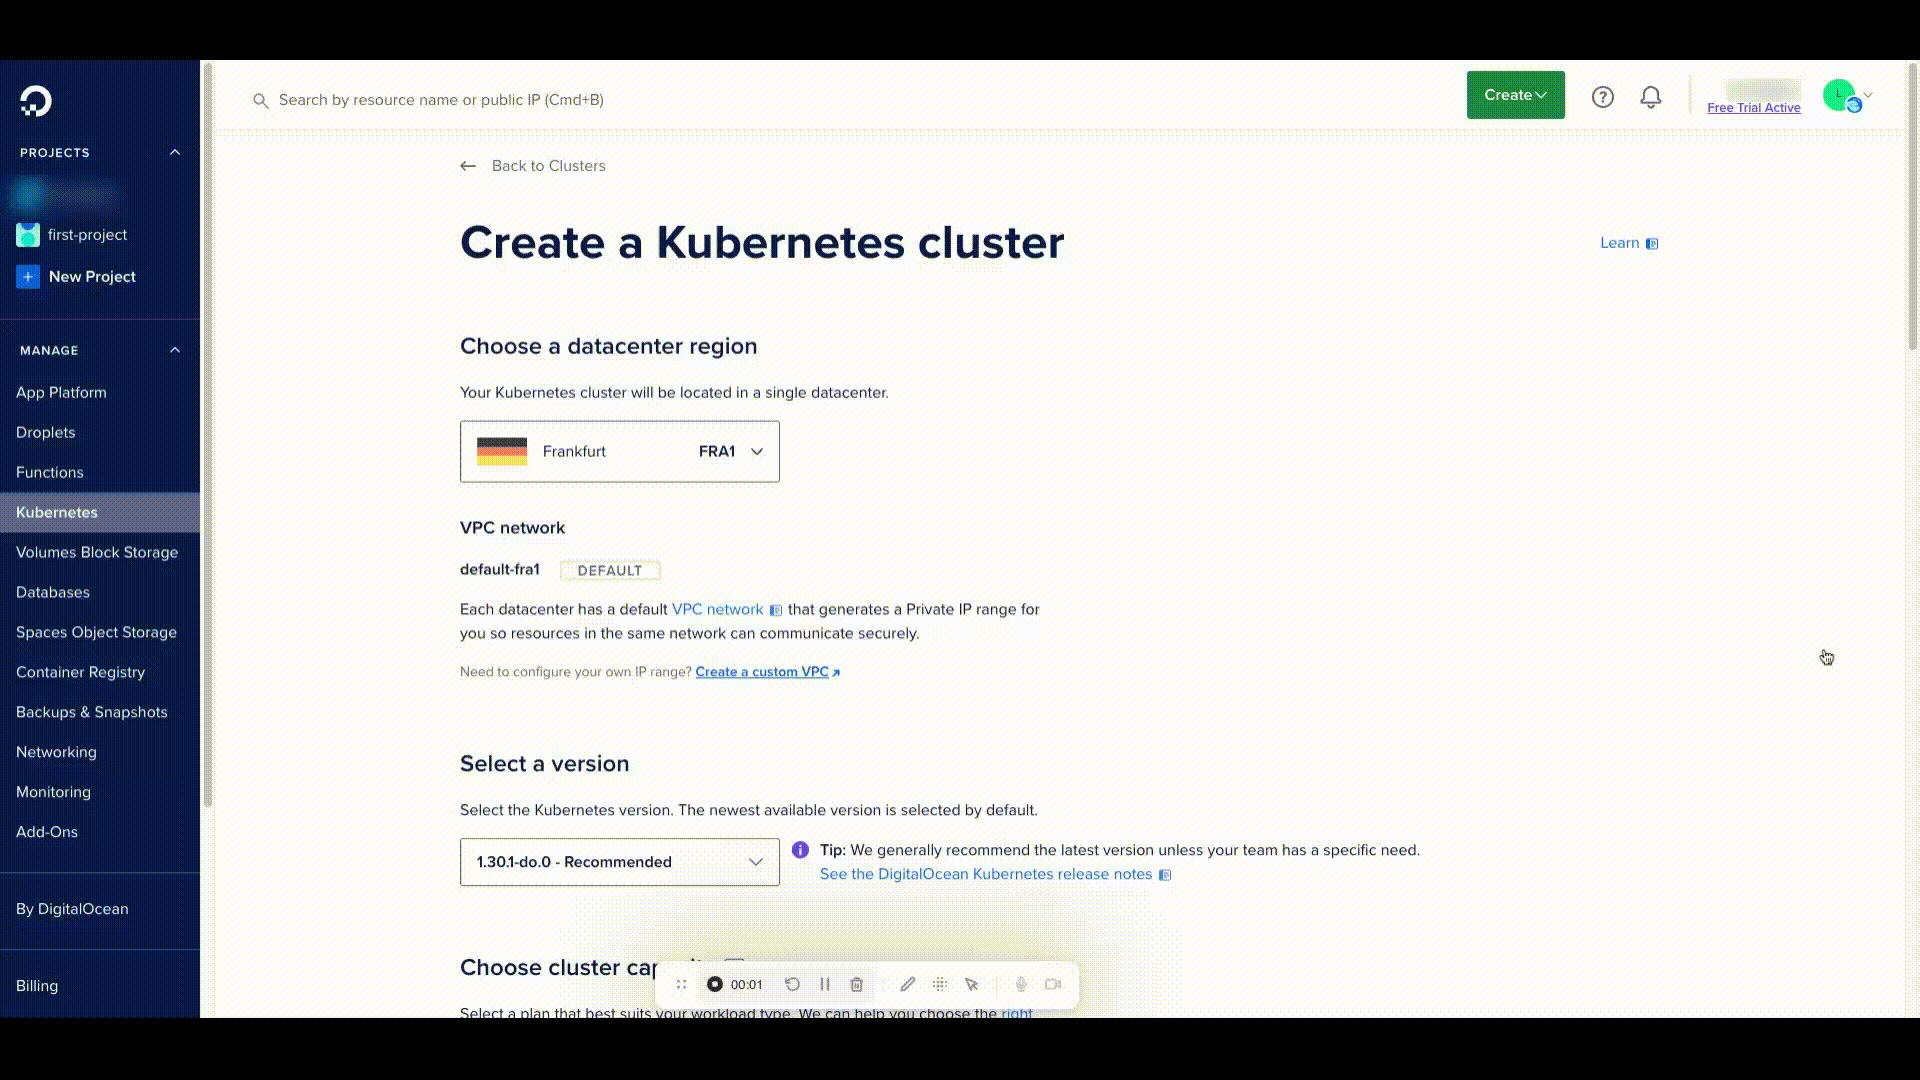 Search by resource name or public IP (Cmd+B)
Create
Free Trial Active
L
PROJECTS
first-project
New Project
MANAGE
App Platform
Droplets
Functions
Kubernetes
Volumes Block Storage
Databases
Spaces Object Storage
Container Registry
Backups & Snapshots
Networking
Monitoring
Add-Ons
By DigitalOcean
Billing
Back to Clusters
Create a Kubernetes cluster
Learn
Choose a datacenter region
Your Kubernetes cluster will be located in a single datacenter.
Frankfurt FRA1
VPC network
default-fra1 DEFAULT
Each datacenter has a default VPC network that generates a Private IP range for
you so resources in the same network can communicate securely.
Need to configure your own IP range? Create a custom VPC
Select a version
Select the Kubernetes version. The newest available version is selected by default.
1.30.1-do.0 - Recommended
Tip: We generally recommend the latest version unless your team has a specific need.
See the DigitalOcean Kubernetes release notes
Choose cluster
00:01
Select a plan that best suits your workload type. We can help you choose the right